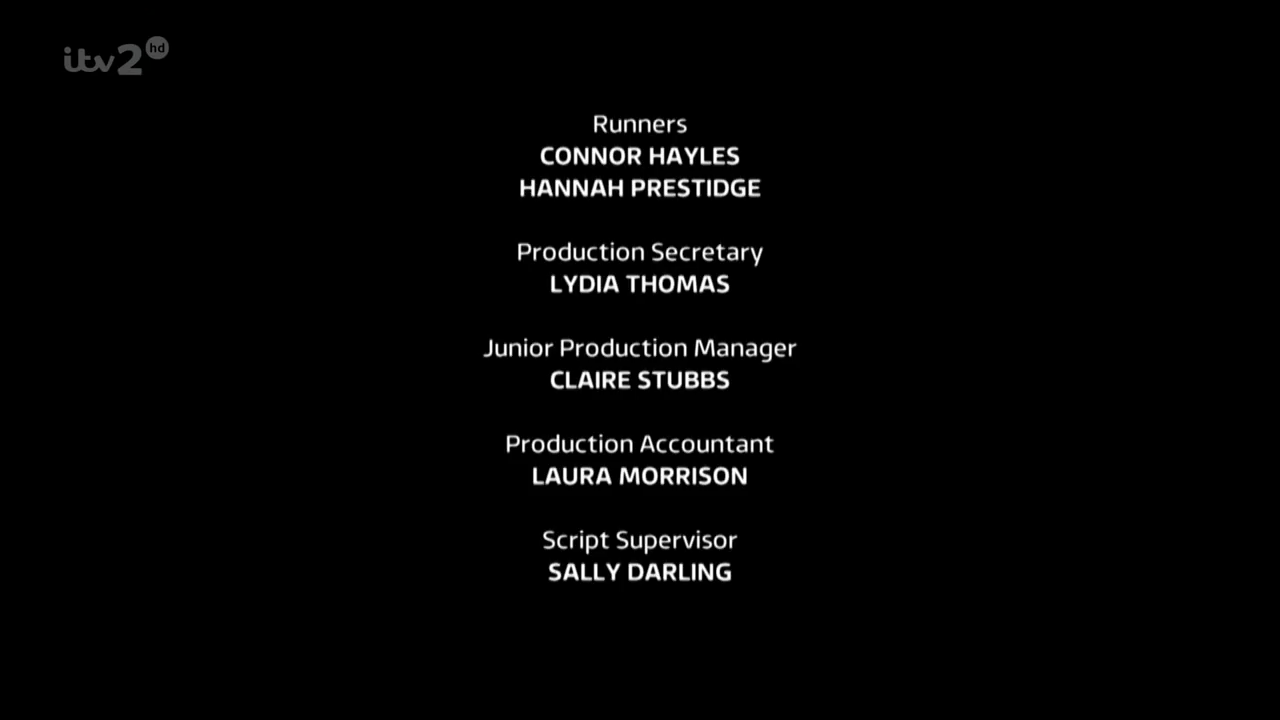 itv2 hd
Runners
CONNOR HAYLES
HANNAH PRESTIDGE
Production Secretary
LYDIA THOMAS
Junior Production Manager
CLAIRE STUBBS
Production Accountant
LAURA MORRISON
Script Supervisor
SALLY DARLING